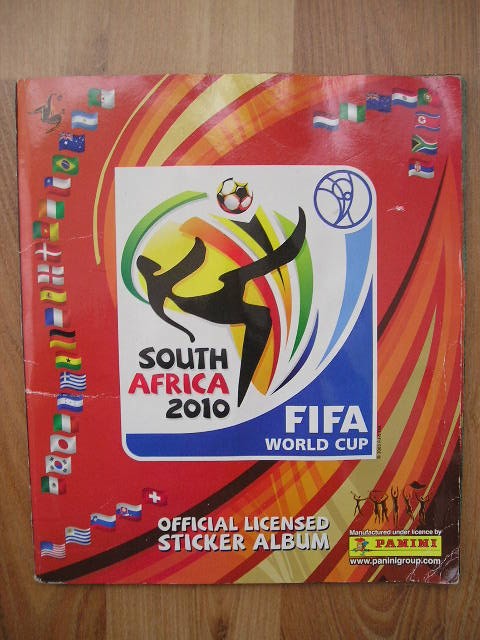 SOUTH
AFRICA
2010
FIFA
WORLD CUP
OFFICIAL LICENSED
STICKER ALBUM
Manufactured under licence by
PANINI
www.paninigroup.com